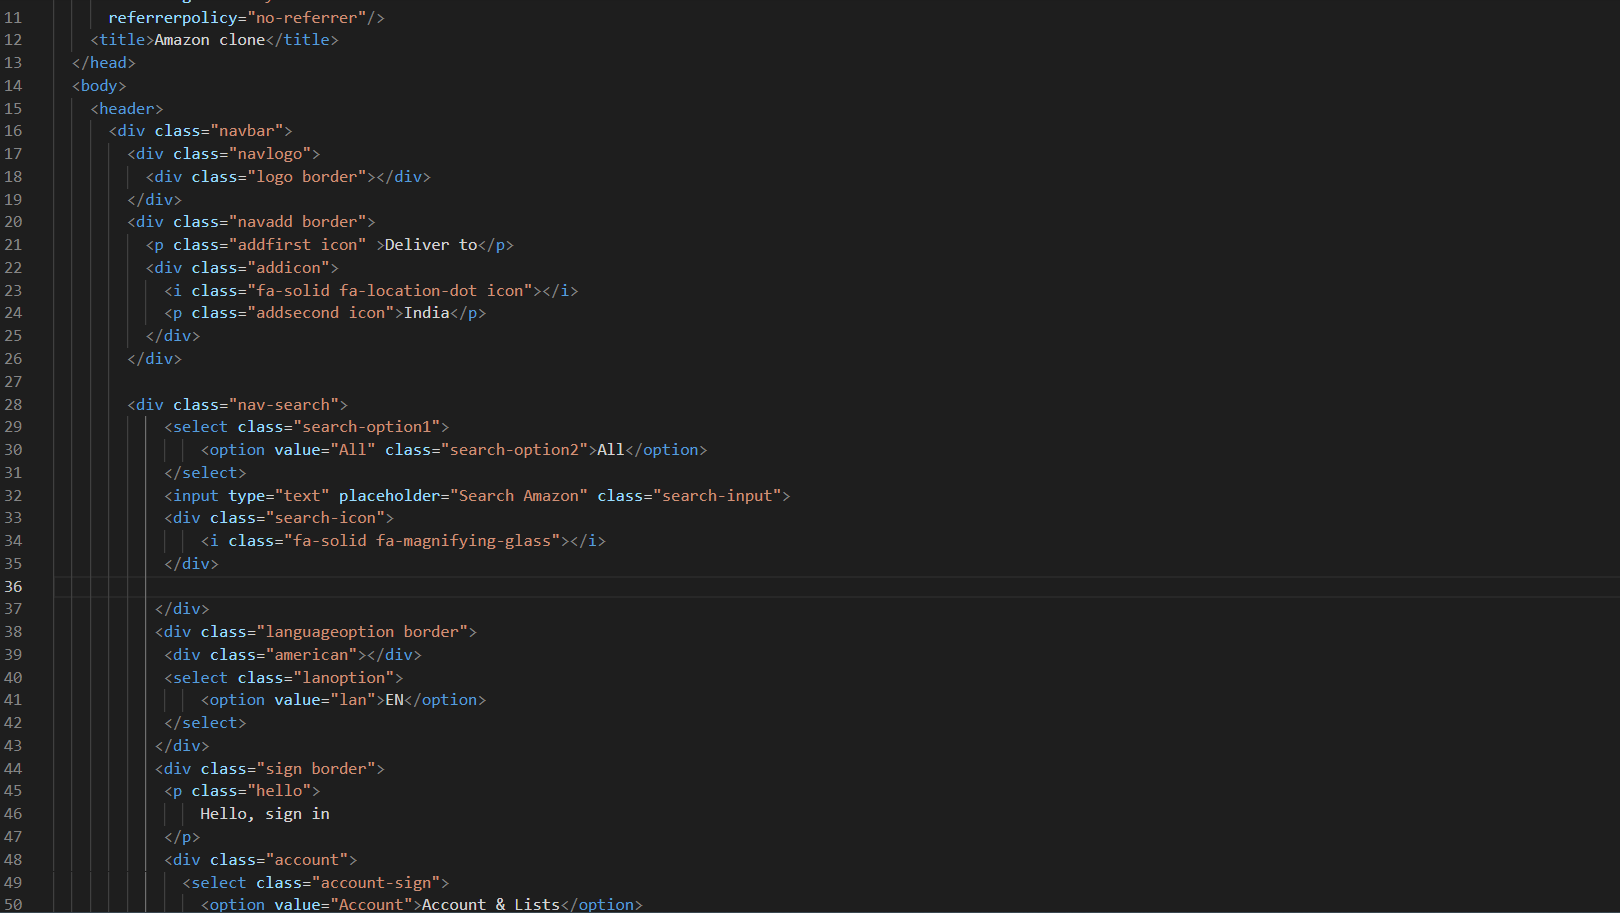 11 referrerpolicy="no-referrer"/>
12 <title>Amazon clone</title>
13 </head>
14 <body>
15 <header>
16 <div class="navbar">
17 <div class="navlogo">
18 <div class="logo border"></div>
19 </div>
20 <div class="navadd border">
21 <p class="addfirst icon" >Deliver to</p>
22 <div class="addicon">
23 <i class="fa-solid fa-location-dot icon"></i>
24 <p class="addsecond icon">India</p>
25 </div>
26 </div>
27
28 <div class="nav-search">
29 <select class="search-option1">
30 <option value="All" class="search-option2">All</option>
31 </select>
32 <input type="text" placeholder="Search Amazon" class="search-input">
33 <div class="search-icon">
34 <i class="fa-solid fa-magnifying-glass"></i>
35 </div>
36
37 </div>
38 <div class="languageoption border">
39 <div class="american"></div>
40 <select class="lanoption">
41 <option value="lan">EN</option>
42 </select>
43 </div>
44 <div class="sign border">
45 <p class="hello">
46 Hello, sign in
47 </p>
48 <div class="account">
49 <select class="account-sign">
50 <option value="Account">Account & Lists</option>